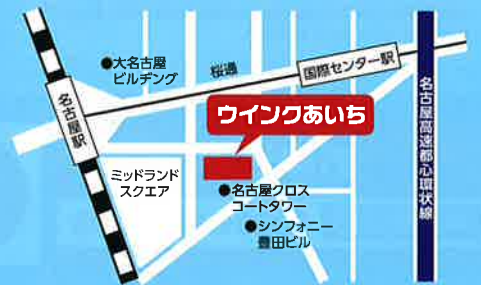 大名古屋
ビルヂング
桜通
国際センター駅
名古屋駅
ウインクあいち
ミッドランド
スクエア
名古屋クロス
コートタワー
シンフォニー
豊田ビル
名古屋高速都心環状線